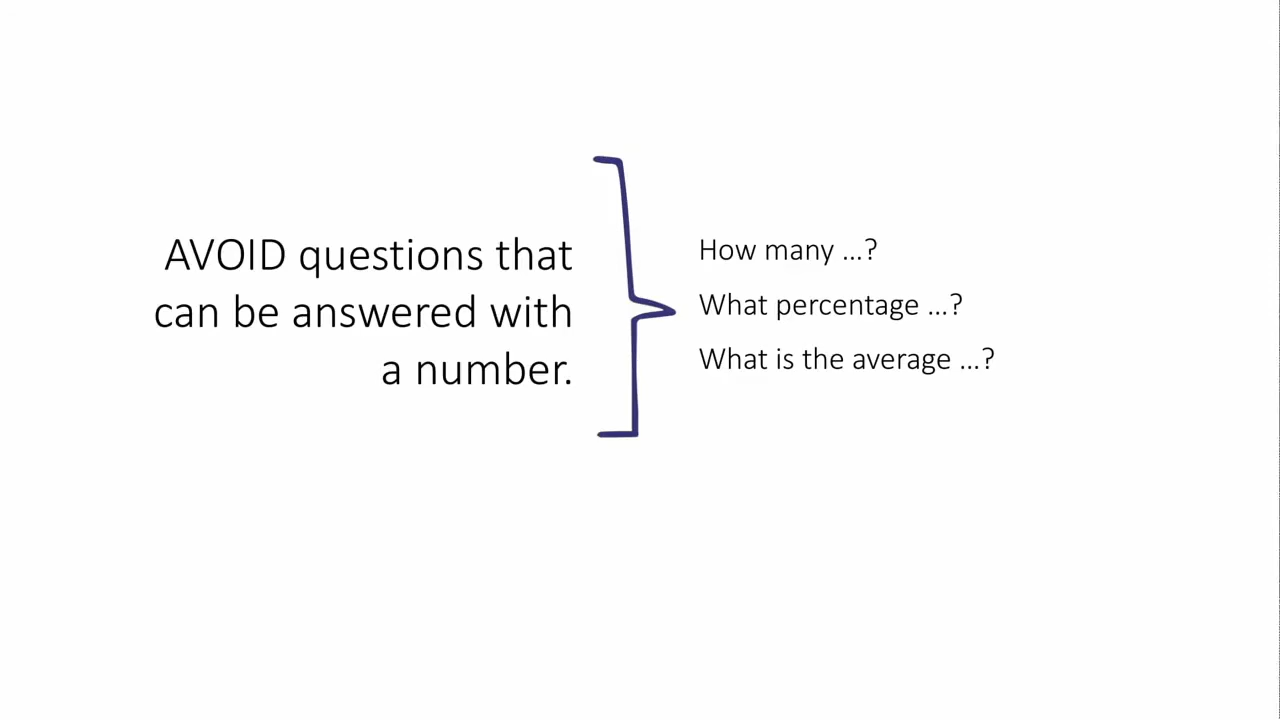 AVOID questions that
can be answered with
a number.
How many ...?
What percentage ...?
What is the average ...?